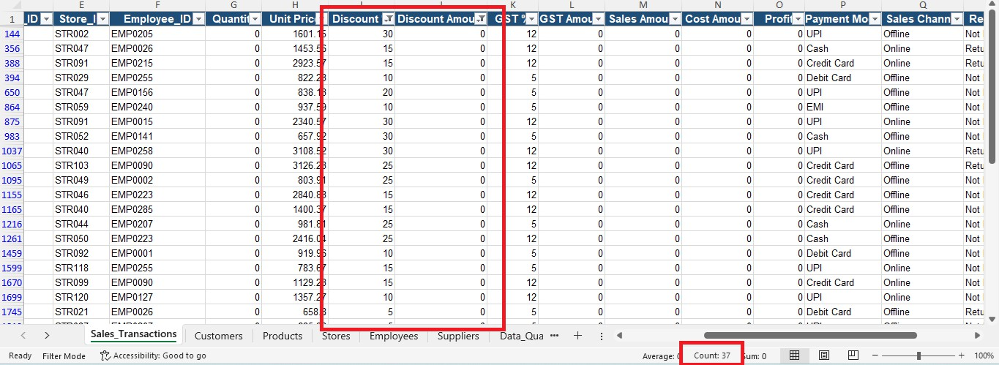 E F G H I J K L M N O P Q
1 _ID Store_I Employee_ID Quantit Unit Pric Discount Discount Amou GST % GST Amou Sales Amou Cost Amou Profit Payment Mo Sales Chann Re
144 STR002 EMP0205 0 1601.15 30 0 12 0 0 0 0 UPI Offline Not
356 STR047 EMP0026 0 1453.56 15 0 12 0 0 0 0 Cash Online Retu
388 STR091 EMP0215 0 2923.57 15 0 12 0 0 0 0 Credit Card Online Not
394 STR029 EMP0255 0 822.23 10 0 5 0 0 0 0 Debit Card Offline Not
650 STR047 EMP0156 0 838.13 20 0 5 0 0 0 0 UPI Offline Not
864 STR059 EMP0240 0 937.59 10 0 5 0 0 0 0 EMI Offline Not
875 STR091 EMP0015 0 2340.57 30 0 12 0 0 0 0 UPI Online Not
983 STR052 EMP0141 0 657.92 30 0 5 0 0 0 0 Cash Offline Not
1037 STR040 EMP0258 0 3108.52 30 0 12 0 0 0 0 UPI Online Retu
1065 STR103 EMP0090 0 3126.23 25 0 12 0 0 0 0 Credit Card Offline Retu
1095 STR049 EMP0002 0 803.91 25 0 5 0 0 0 0 Credit Card Offline Not
1155 STR046 EMP0223 0 2840.83 15 0 12 0 0 0 0 Credit Card Online Not
1165 STR040 EMP0285 0 1400.37 15 0 12 0 0 0 0 Credit Card Offline Not
1216 STR044 EMP0207 0 981.81 25 0 5 0 0 0 0 Cash Online Not
1261 STR050 EMP0223 0 2416.04 25 0 12 0 0 0 0 Cash Offline Not
1459 STR092 EMP0001 0 919.96 10 0 5 0 0 0 0 Debit Card Offline Not
1599 STR118 EMP0255 0 783.67 15 0 5 0 0 0 0 UPI Online Not
1670 STR099 EMP0090 0 1129.23 15 0 12 0 0 0 0 Credit Card Online Not
1699 STR120 EMP0127 0 1357.27 10 0 12 0 0 0 0 UPI Online Not
1745 STR021 EMP0026 0 658.3 5 0 5 0 0 0 0 Debit Card Offline Retu
Sales_Transactions Customers Products Stores Employees Suppliers Data_Qua
Ready Filter Mode Accessibility: Good to go Average: 0 Count: 37 Sum: 0 100%